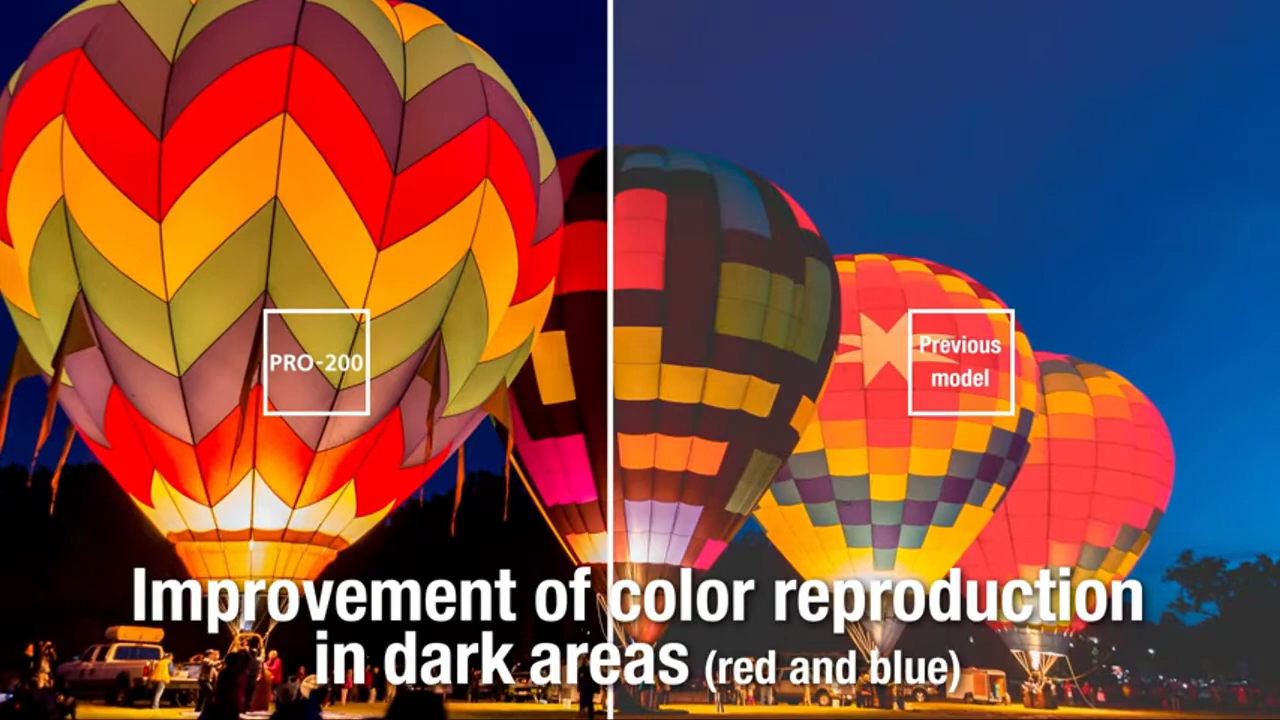 PRO-200
Previous
model
Improvement of color reproduction
in dark areas (red and blue)